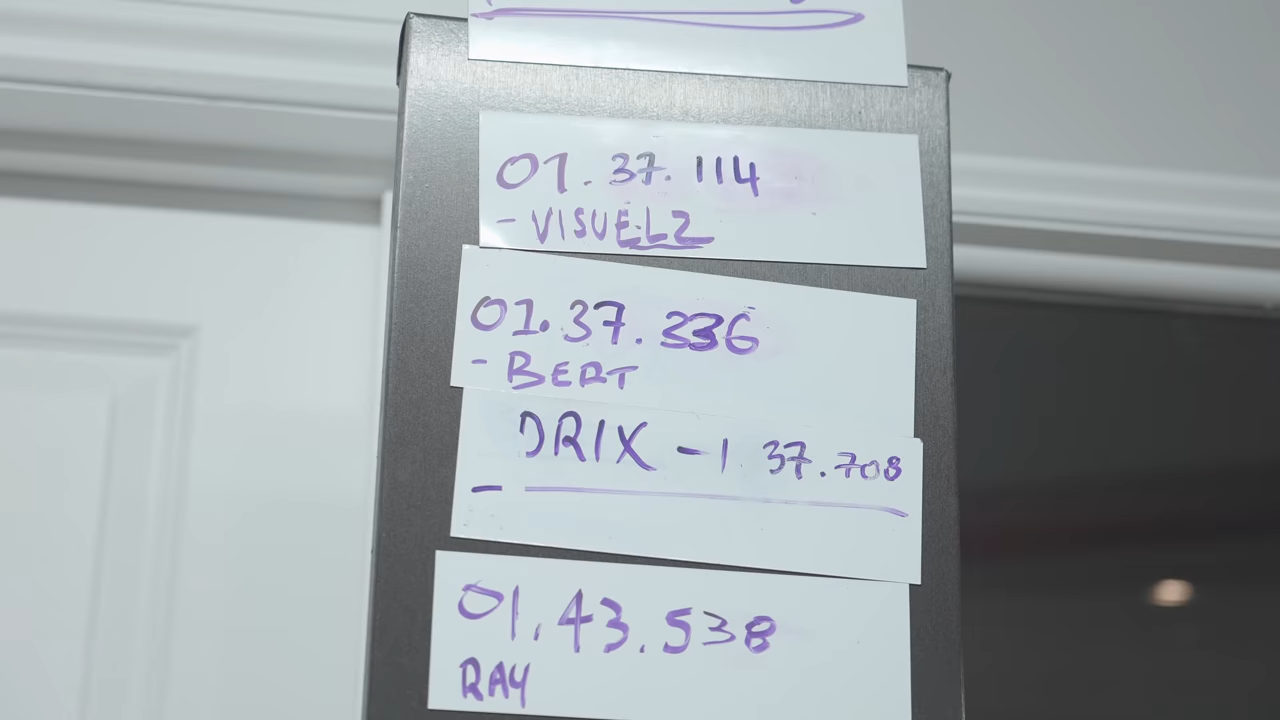 01.37.114
- VISUELZ
01.37.336
- BERT
DRIX - 1 37.708
01.43.538
RAY